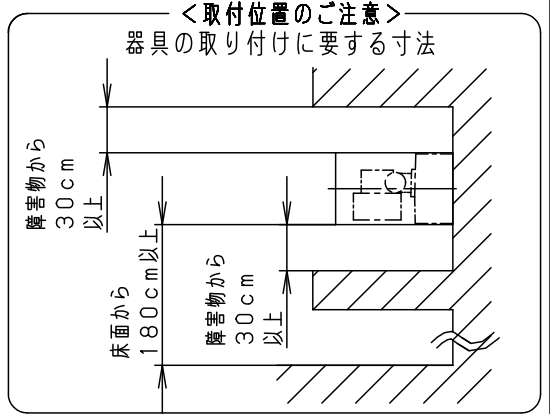 <取付位置のご注意>
器具の取り付けに要する寸法
障害物から
30cm
以上
床面から
180cm以上
障害物から
30cm
以上